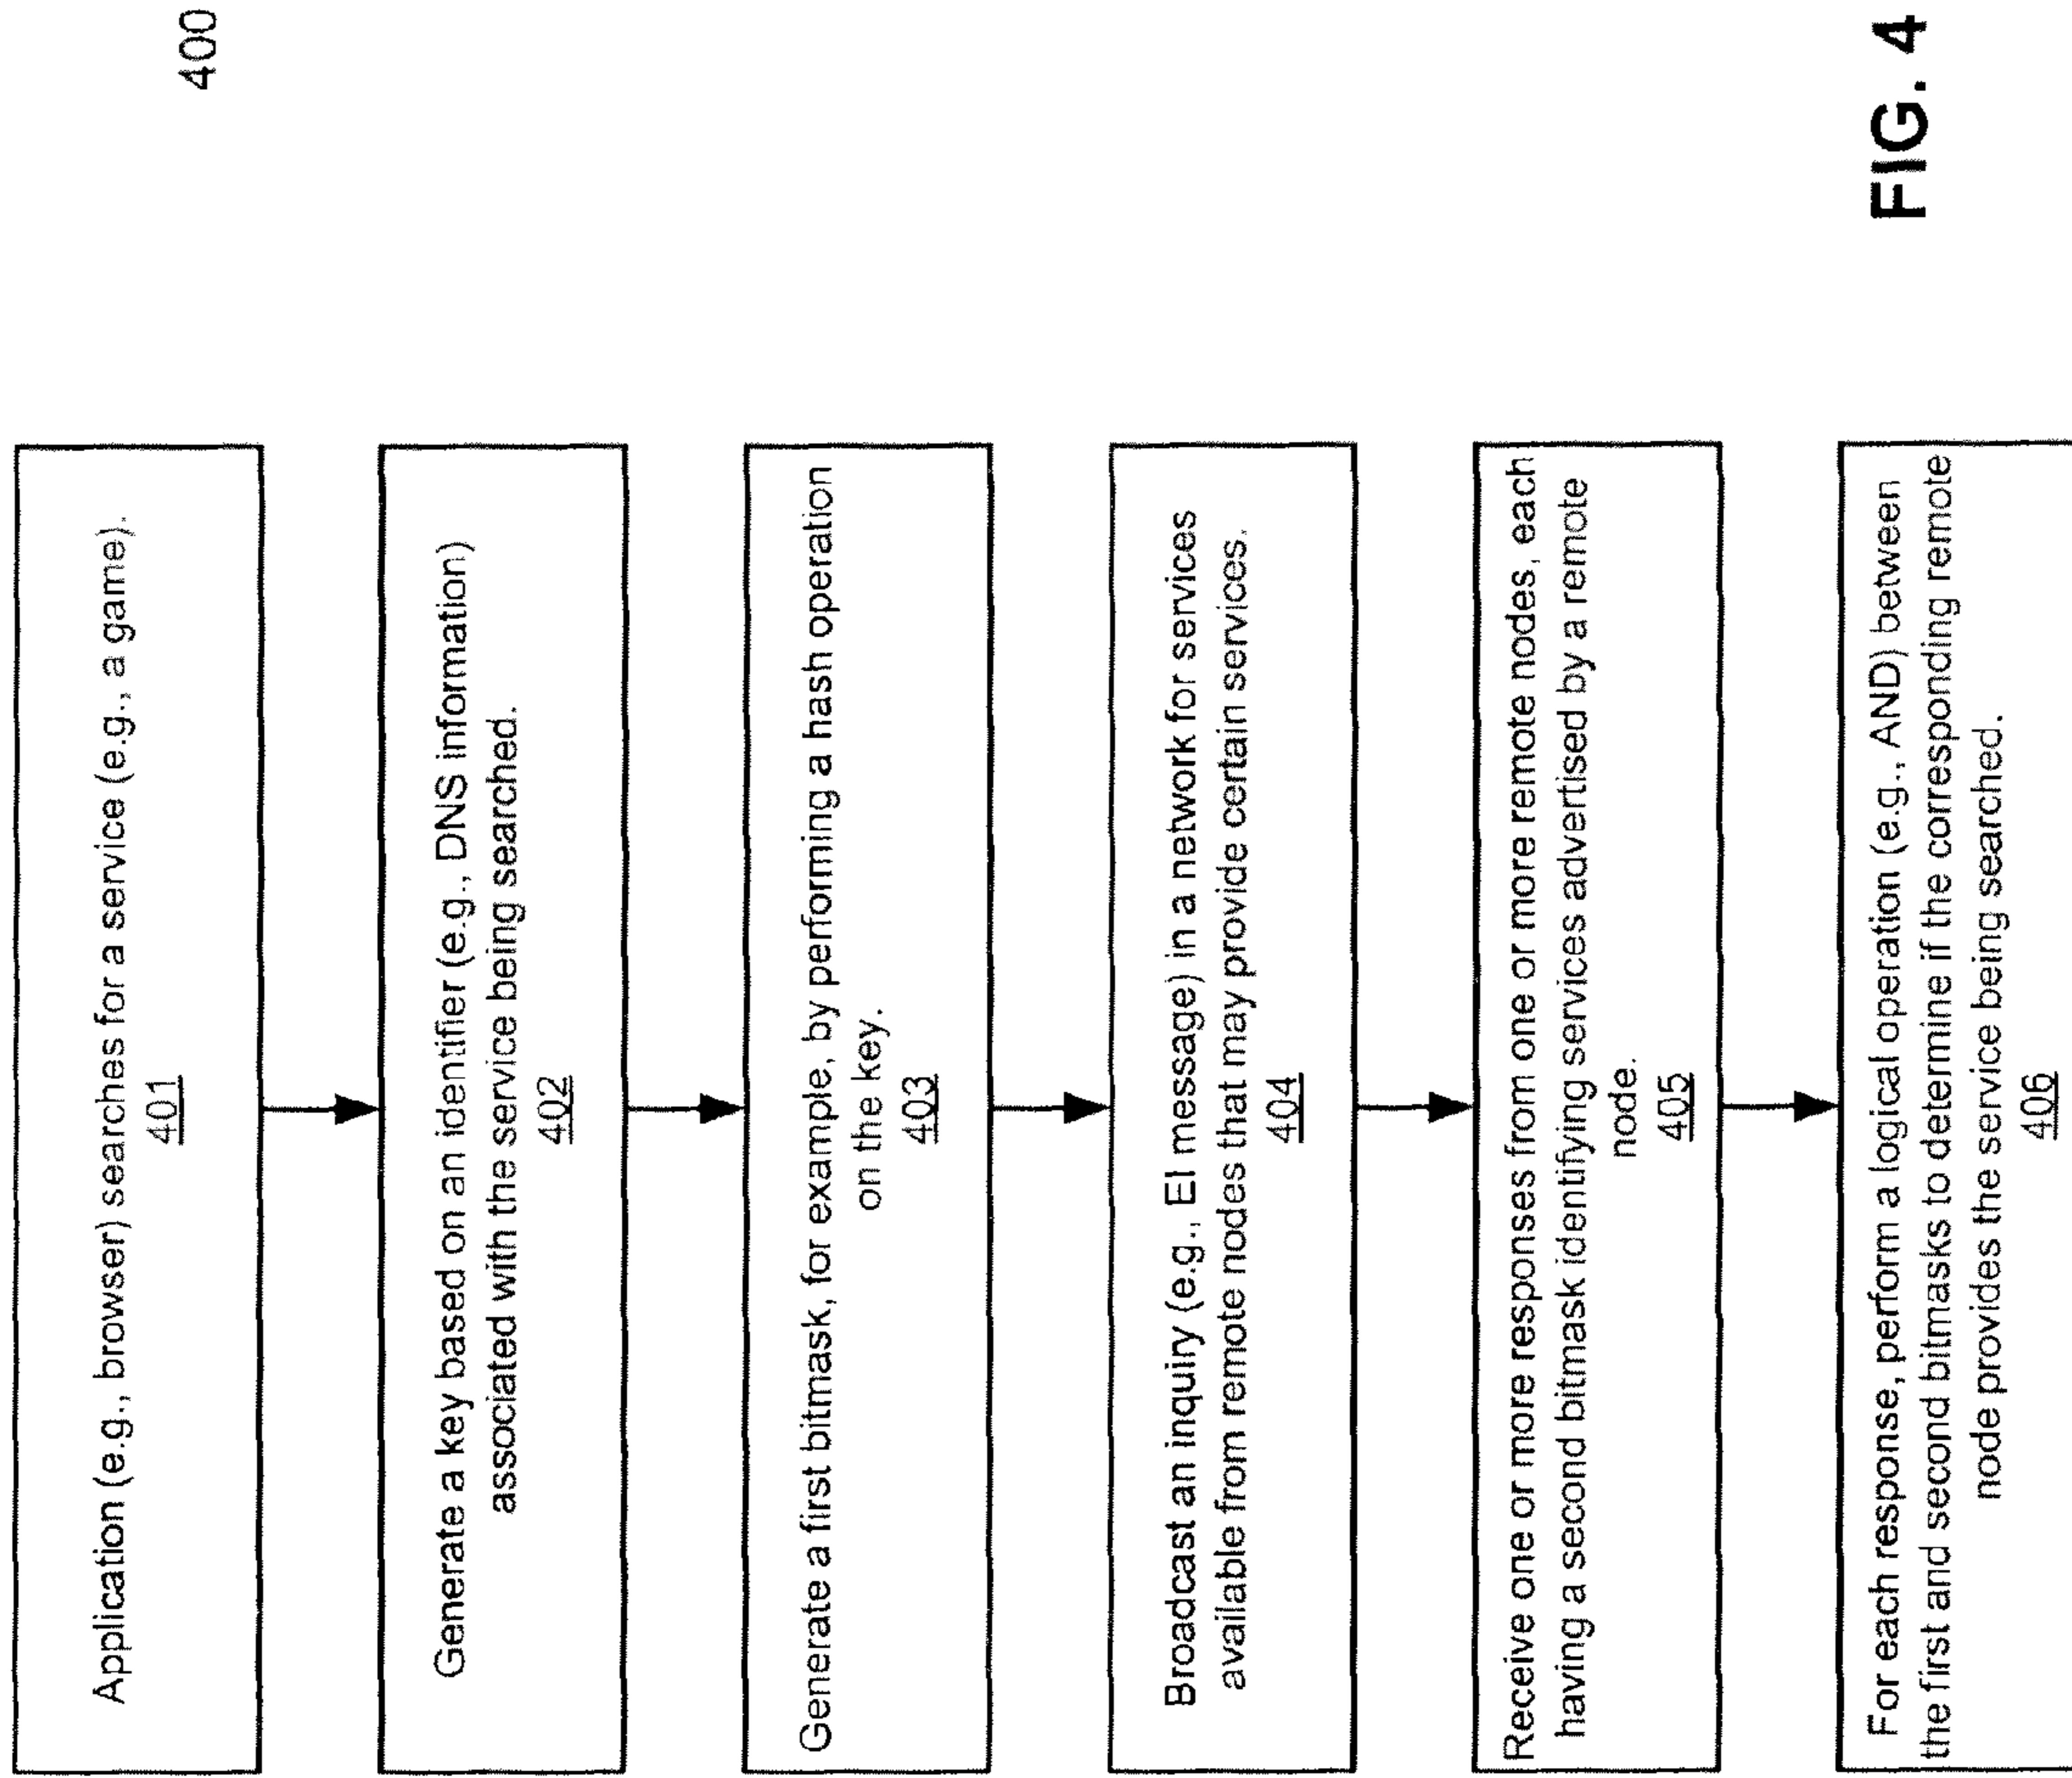 400
Application (e.g., browser) searches for a service (e.g., a game).
401
Generate a key based on an identifier (e.g., DNS information)
associated with the service being searched.
402
Generate a first bitmask, for example, by performing a hash operation
on the key.
403
Broadcast an inquiry (e.g., EI message) in a network for services
available from remote nodes that may provide certain services.
404
Receive one or more responses from one or more remote nodes, each
having a second bitmask identifying services advertised by a remote
node.
405
For each response, perform a logical operation (e.g., AND) between
the first and second bitmasks to determine if the corresponding remote
node provides the service being searched.
406
FIG. 4